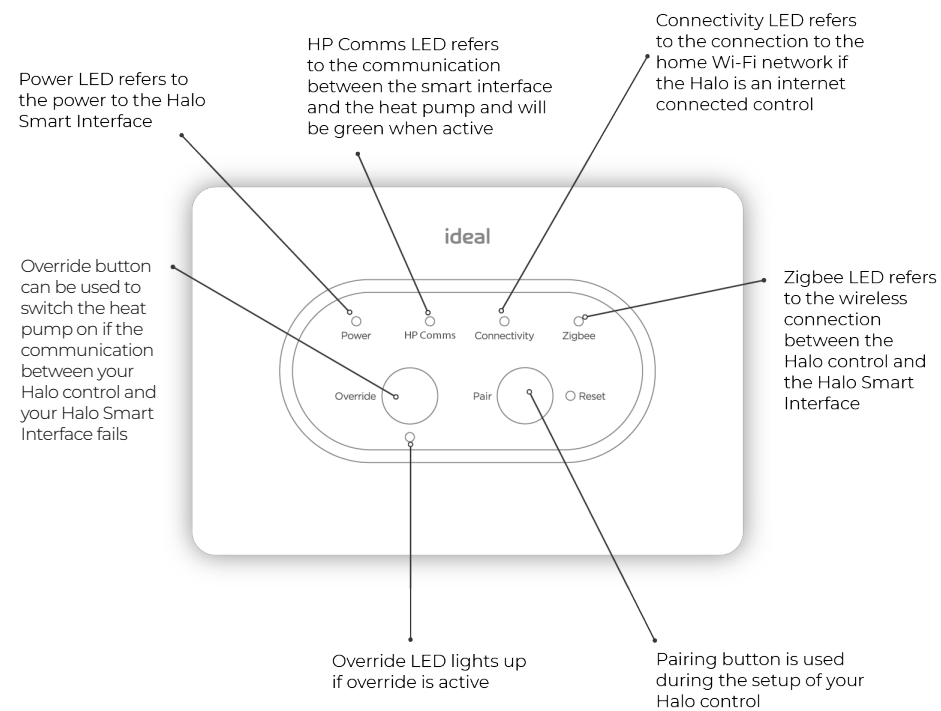 Connectivity LED refers
to the connection to the
home Wi-Fi network if
the Halo is an internet
connected control
HP Comms LED refers
to the communication
between the smart interface
and the heat pump and will
be green when active
Power LED refers to
the power to the Halo
Smart Interface
ideal
Override button
can be used to
switch the heat
pump on if the
communication
between your
Halo control and
your Halo Smart
Interface fails
Zigbee LED refers
to the wireless
connection
between the
Halo control and
the Halo Smart
Interface
Power HP Comms Connectivity Zigbee
Override Pair Reset
Override LED lights up
if override is active
Pairing button is used
during the setup of your
Halo control